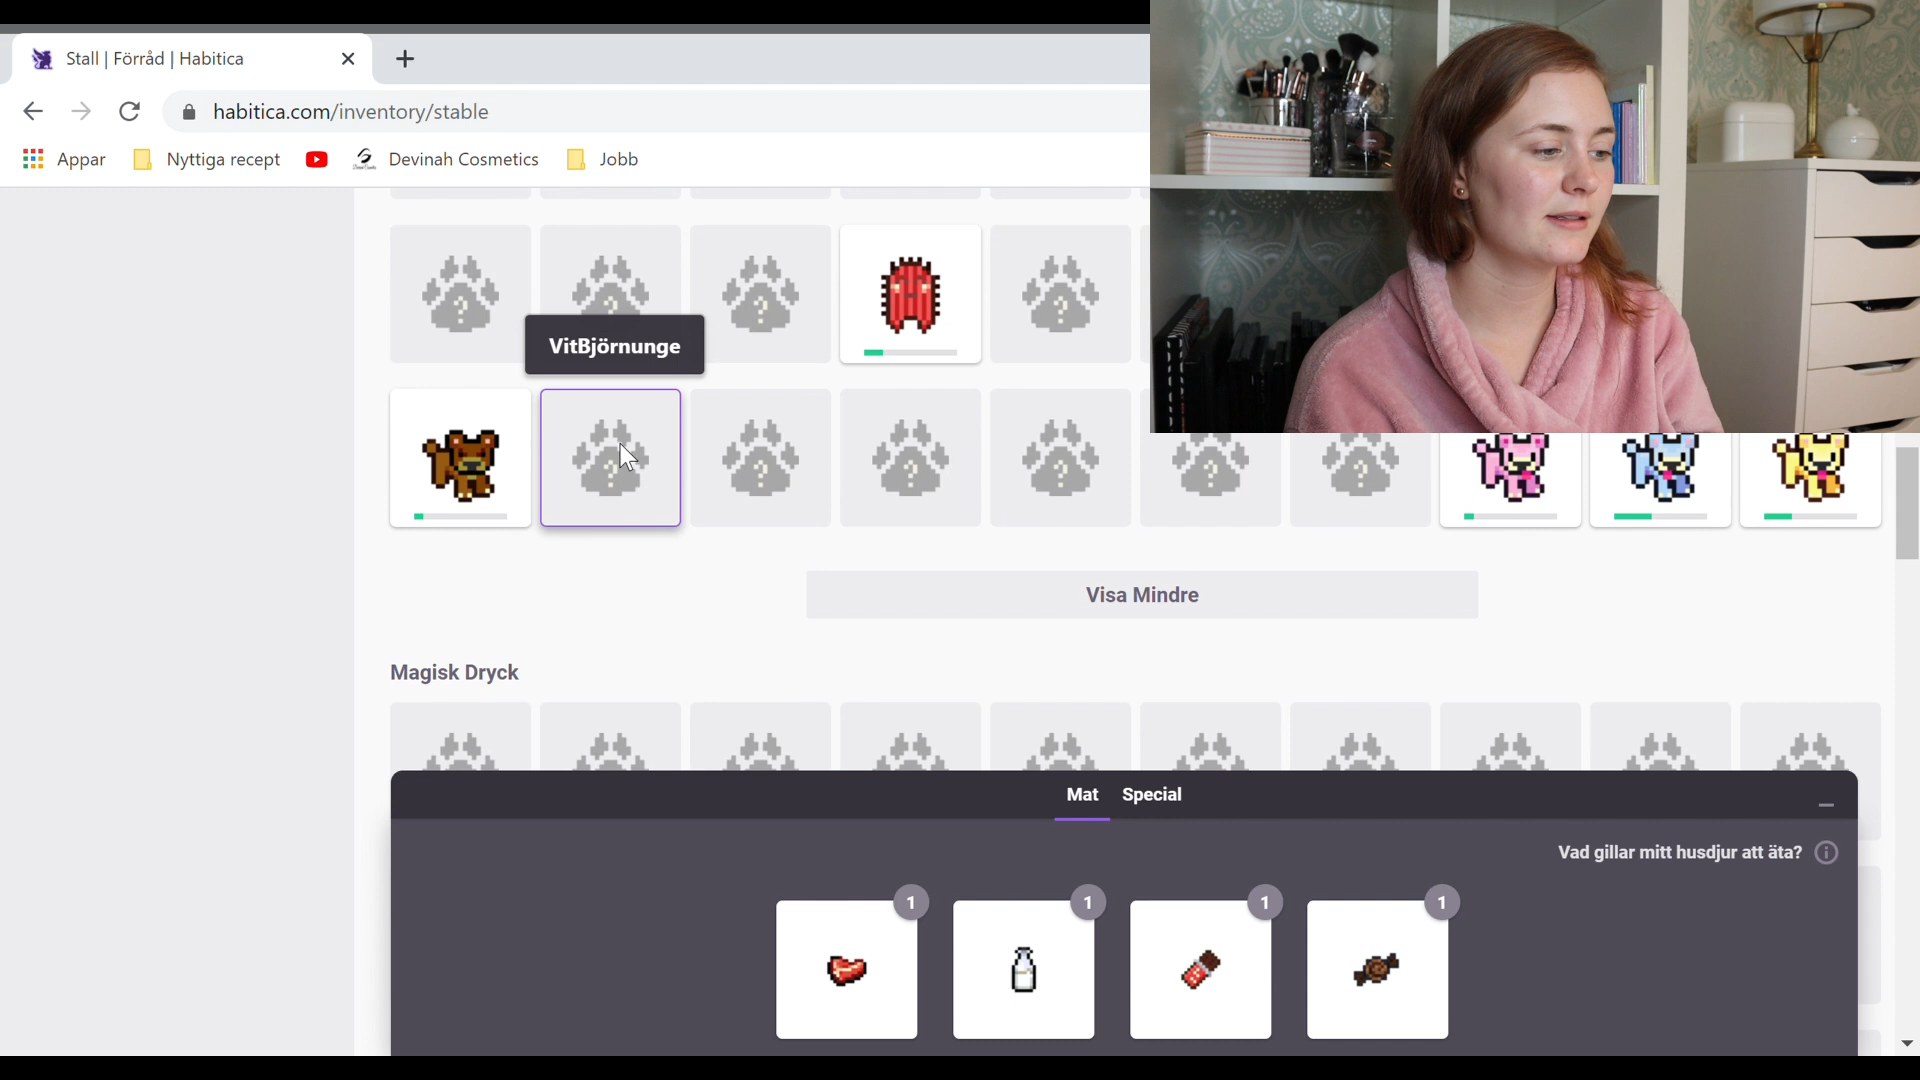 Stall | Förråd | Habitica
habitica.com/inventory/stable
Appar Nyttiga recept Devinah Cosmetics Jobb
VitBjörnunge
Visa Mindre
Magisk Dryck
Mat Special
Vad gillar mitt husdjur att äta?
1 1 1 1